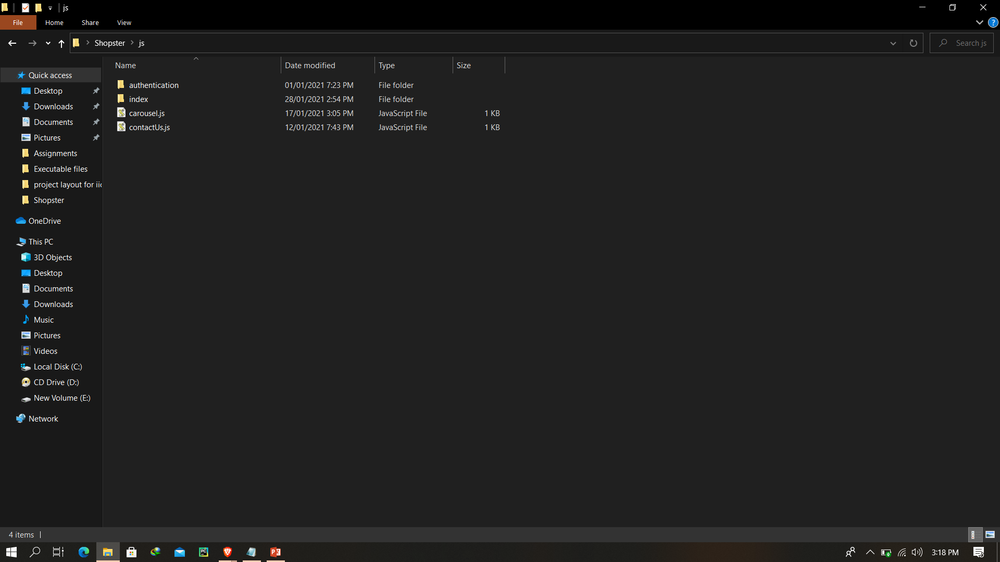 js
File Home Share View
Shopster js
Search js
Name Date modified Type Size
authentication 01/01/2021 7:23 PM File folder
index 28/01/2021 2:54 PM File folder
carousel.js 17/01/2021 3:05 PM JavaScript File 1 KB
contactUs.js 12/01/2021 7:43 PM JavaScript File 1 KB
Quick access
Desktop
Downloads
Documents
Pictures
Assignments
Executable files
project layout for iic
Shopster
OneDrive
This PC
3D Objects
Desktop
Documents
Downloads
Music
Pictures
Videos
Local Disk (C:)
CD Drive (D:)
New Volume (E:)
Network
4 items
3:18 PM